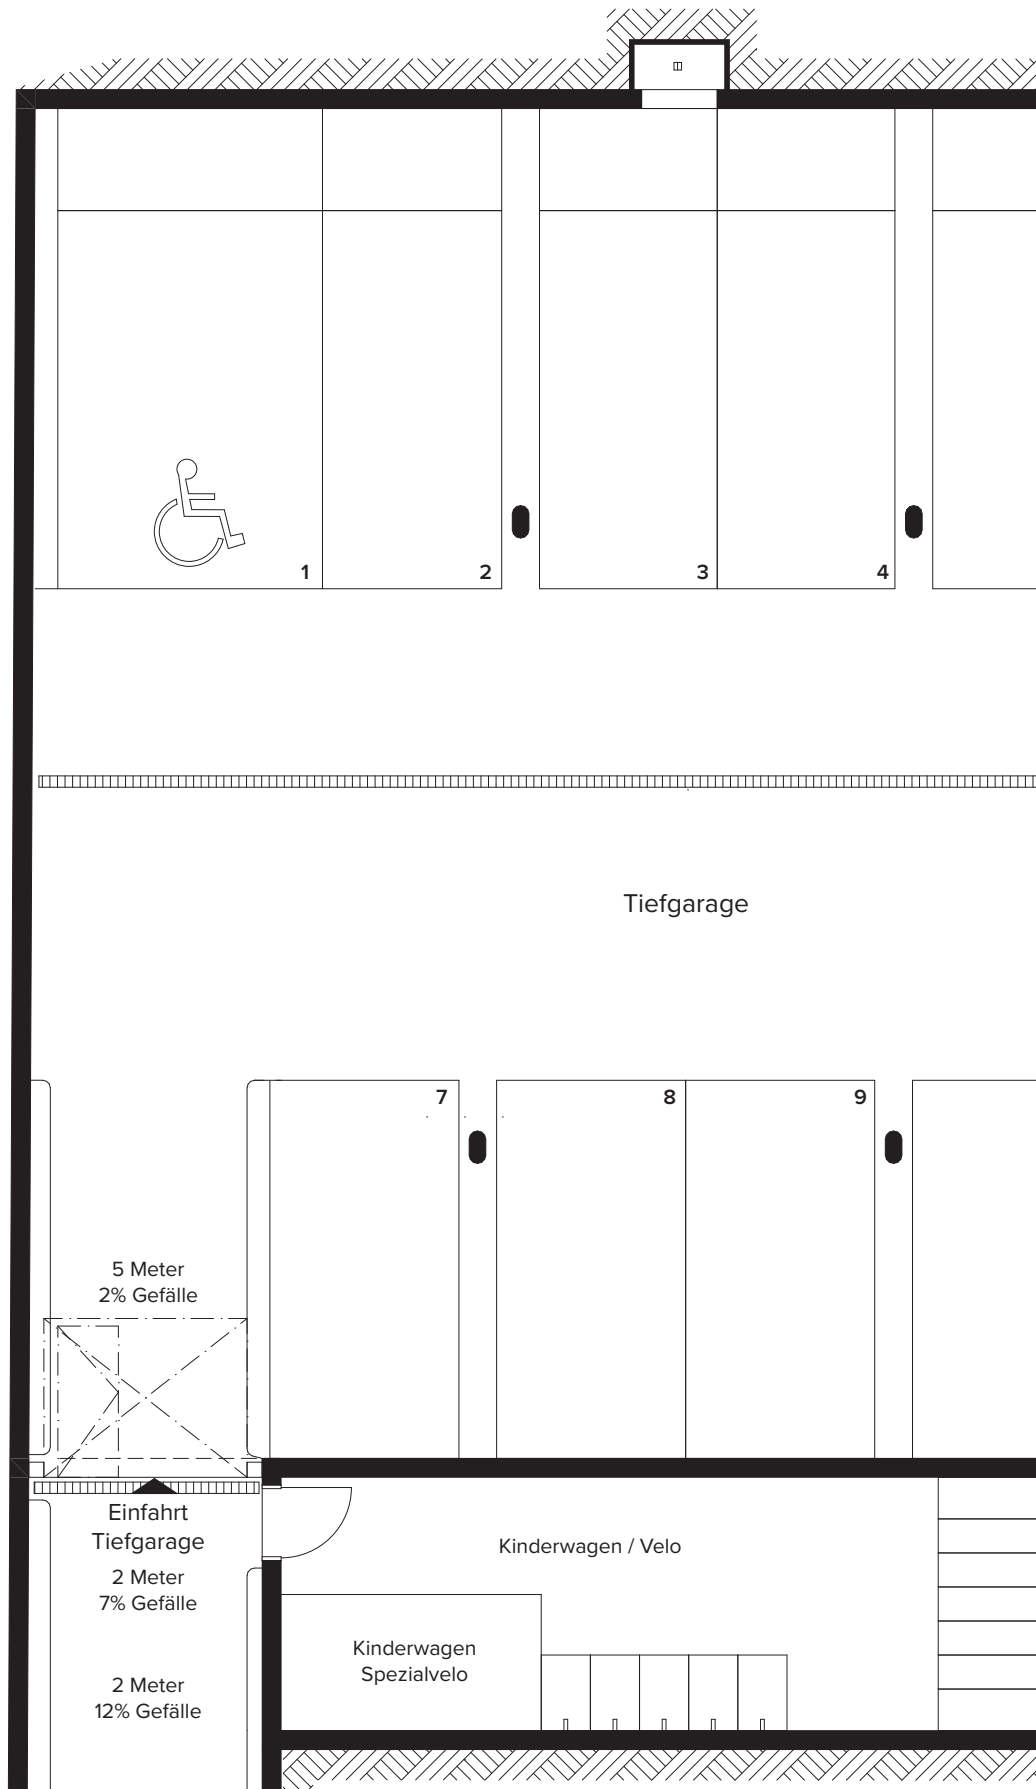 1
2
3
4
Tiefgarage
7
8
9
5 Meter
2% Gefälle
Einfahrt
Tiefgarage
2 Meter
7% Gefälle
2 Meter
12% Gefälle
Kinderwagen / Velo
Kinderwagen
Spezialvelo